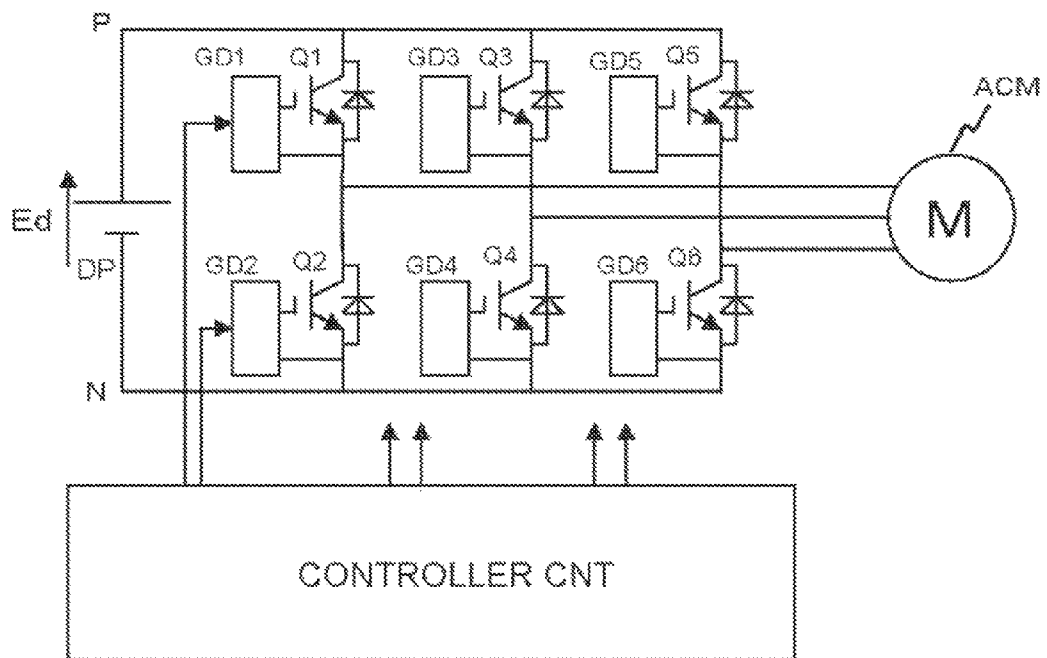 P
GD1 Q1 GD3 Q3 GD5 Q5
ACM
Ed
M
DP
GD2 Q2 GD4 Q4 GD6 Q6
N
CONTROLLER CNT